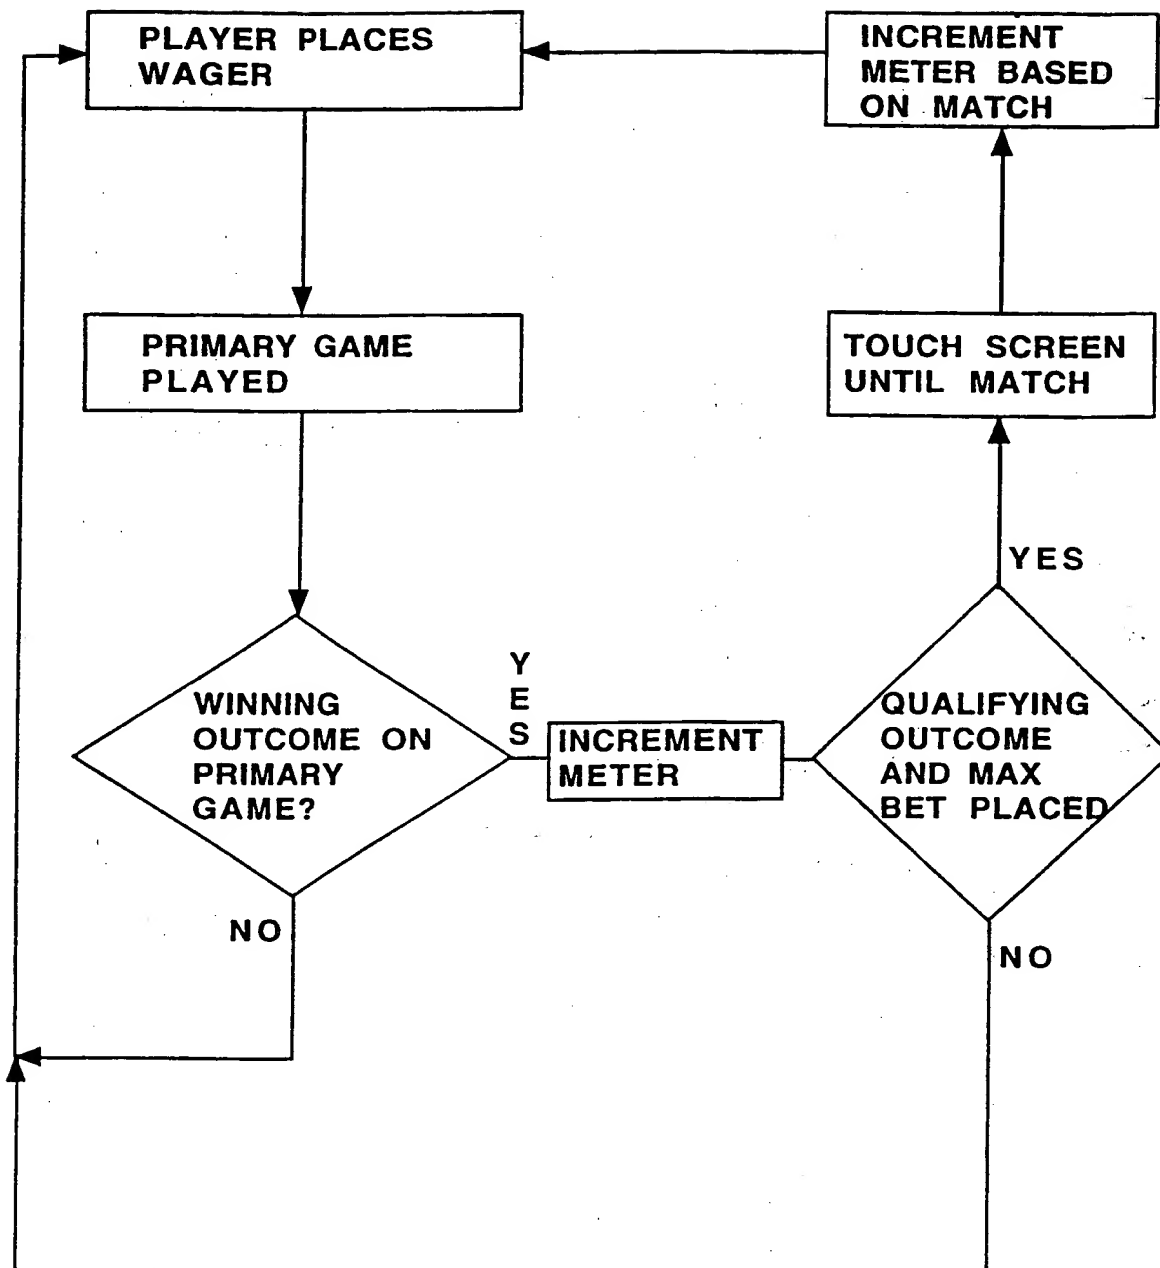 PLAYER PLACES
WAGER
INCREMENT
METER BASED
ON MATCH
PRIMARY GAME
PLAYED
TOUCH SCREEN
UNTIL MATCH
YES
WINNING
OUTCOME ON
PRIMARY
GAME?
YES
INCREMENT
METER
QUALIFYING
OUTCOME
AND MAX
BET PLACED
NO
NO